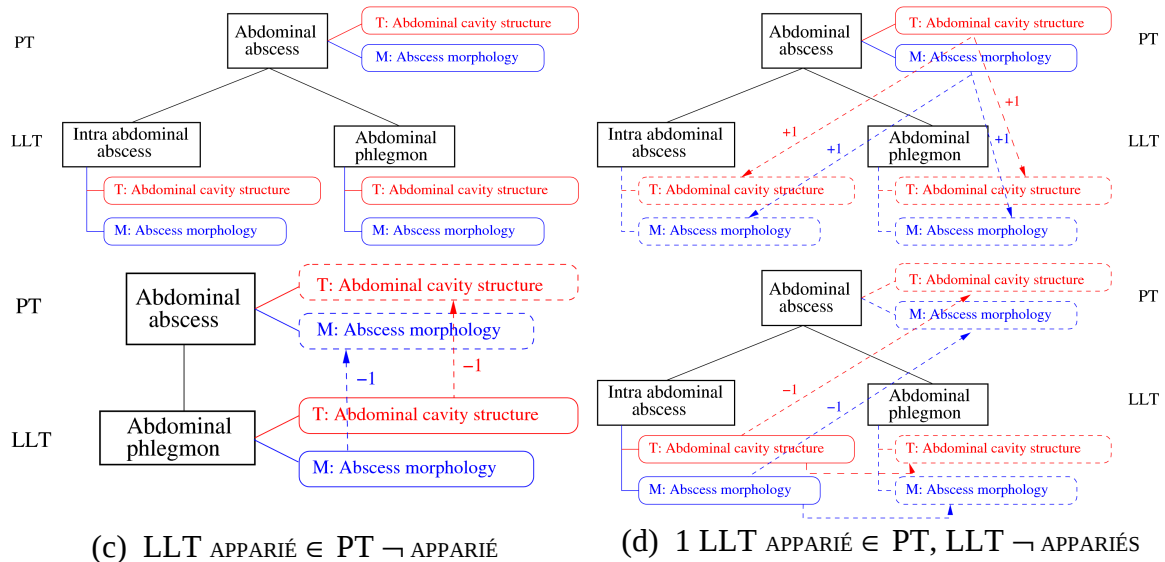 PT
Abdominal
abscess
T: Abdominal cavity structure
M: Abscess morphology
LLT
Intra abdominal
abscess
Abdominal
phlegmon
T: Abdominal cavity structure
T: Abdominal cavity structure
M: Abscess morphology
M: Abscess morphology
Abdominal
abscess
T: Abdominal cavity structure
M: Abscess morphology
PT
+1
+1
+1
+1
Intra abdominal
abscess
Abdominal
phlegmon
LLT
T: Abdominal cavity structure
T: Abdominal cavity structure
M: Abscess morphology
M: Abscess morphology
PT
Abdominal
abscess
T: Abdominal cavity structure
M: Abscess morphology
−1
−1
LLT
Abdominal
phlegmon
T: Abdominal cavity structure
M: Abscess morphology
(c) LLT APPARIÉ ∈ PT ¬ APPARIÉ
Abdominal
abscess
T: Abdominal cavity structure
M: Abscess morphology
PT
−1
−1
Intra abdominal
abscess
Abdominal
phlegmon
LLT
T: Abdominal cavity structure
T: Abdominal cavity structure
M: Abscess morphology
M: Abscess morphology
(d) 1 LLT APPARIÉ ∈ PT, LLT ¬ APPARIÉS